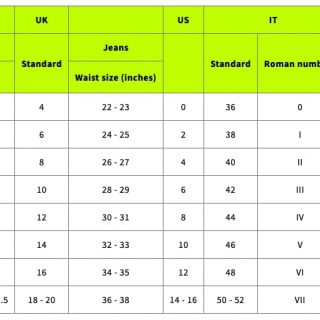 UK US IT
Jeans
Standard Standard Roman numb
Waist size (inches)
4 22 - 23 0 36 0
6 24 - 25 2 38 I
8 26 - 27 4 40 II
10 28 - 29 6 42 III
12 30 - 31 8 44 IV
14 32 - 33 10 46 V
16 34 - 35 12 48 VI
.5 18 - 20 36 - 38 14 - 16 50 - 52 VII